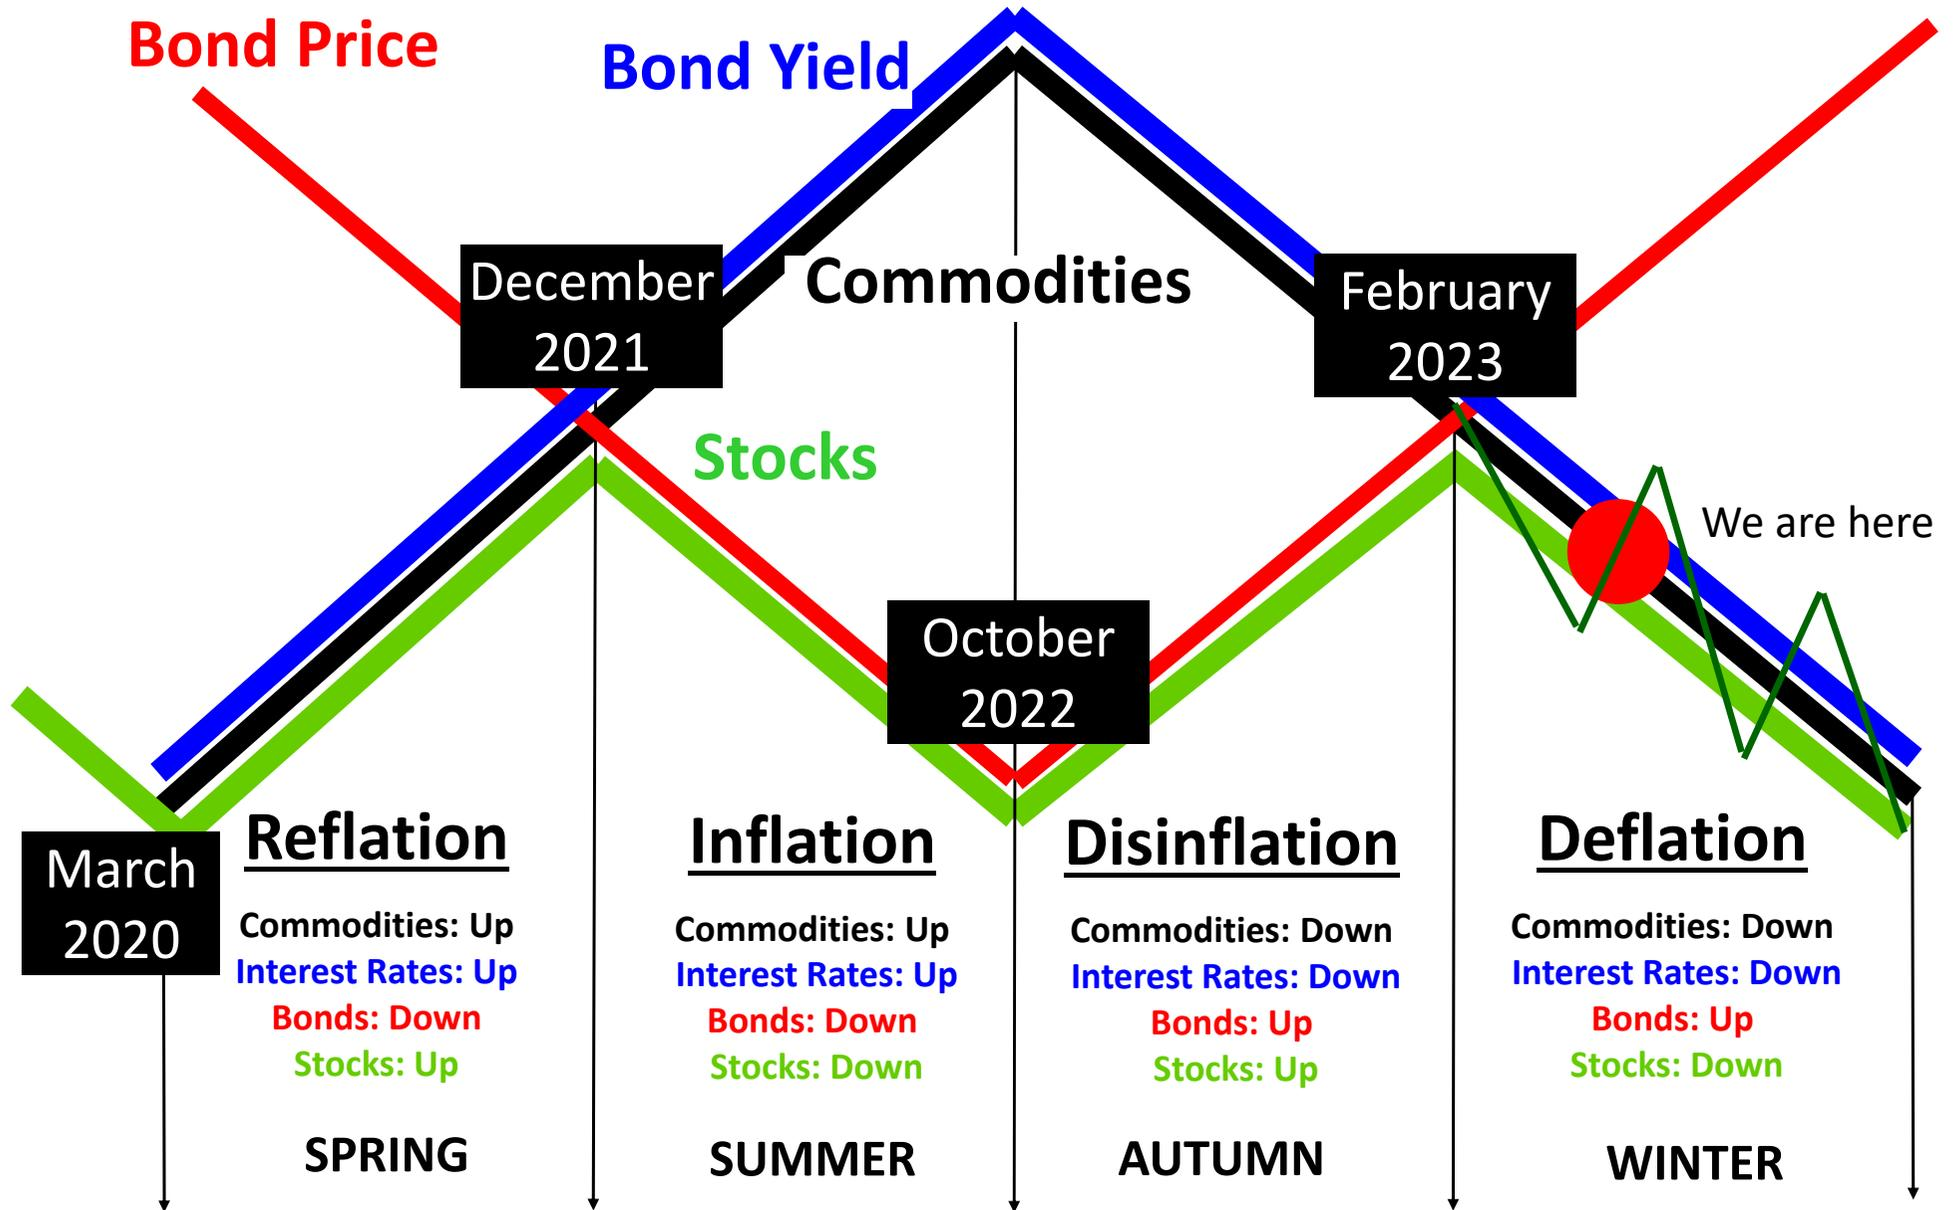 Bond Price
Bond Yield
December
2021
Commodities
February
2023
Stocks
We are here
October
2022
March
2020
Reflation
Commodities: Up
Interest Rates: Up
Bonds: Down
Stocks: Up
SPRING
Inflation
Commodities: Up
Interest Rates: Up
Bonds: Down
Stocks: Down
SUMMER
Disinflation
Commodities: Down
Interest Rates: Down
Bonds: Up
Stocks: Up
AUTUMN
Deflation
Commodities: Down
Interest Rates: Down
Bonds: Up
Stocks: Down
WINTER